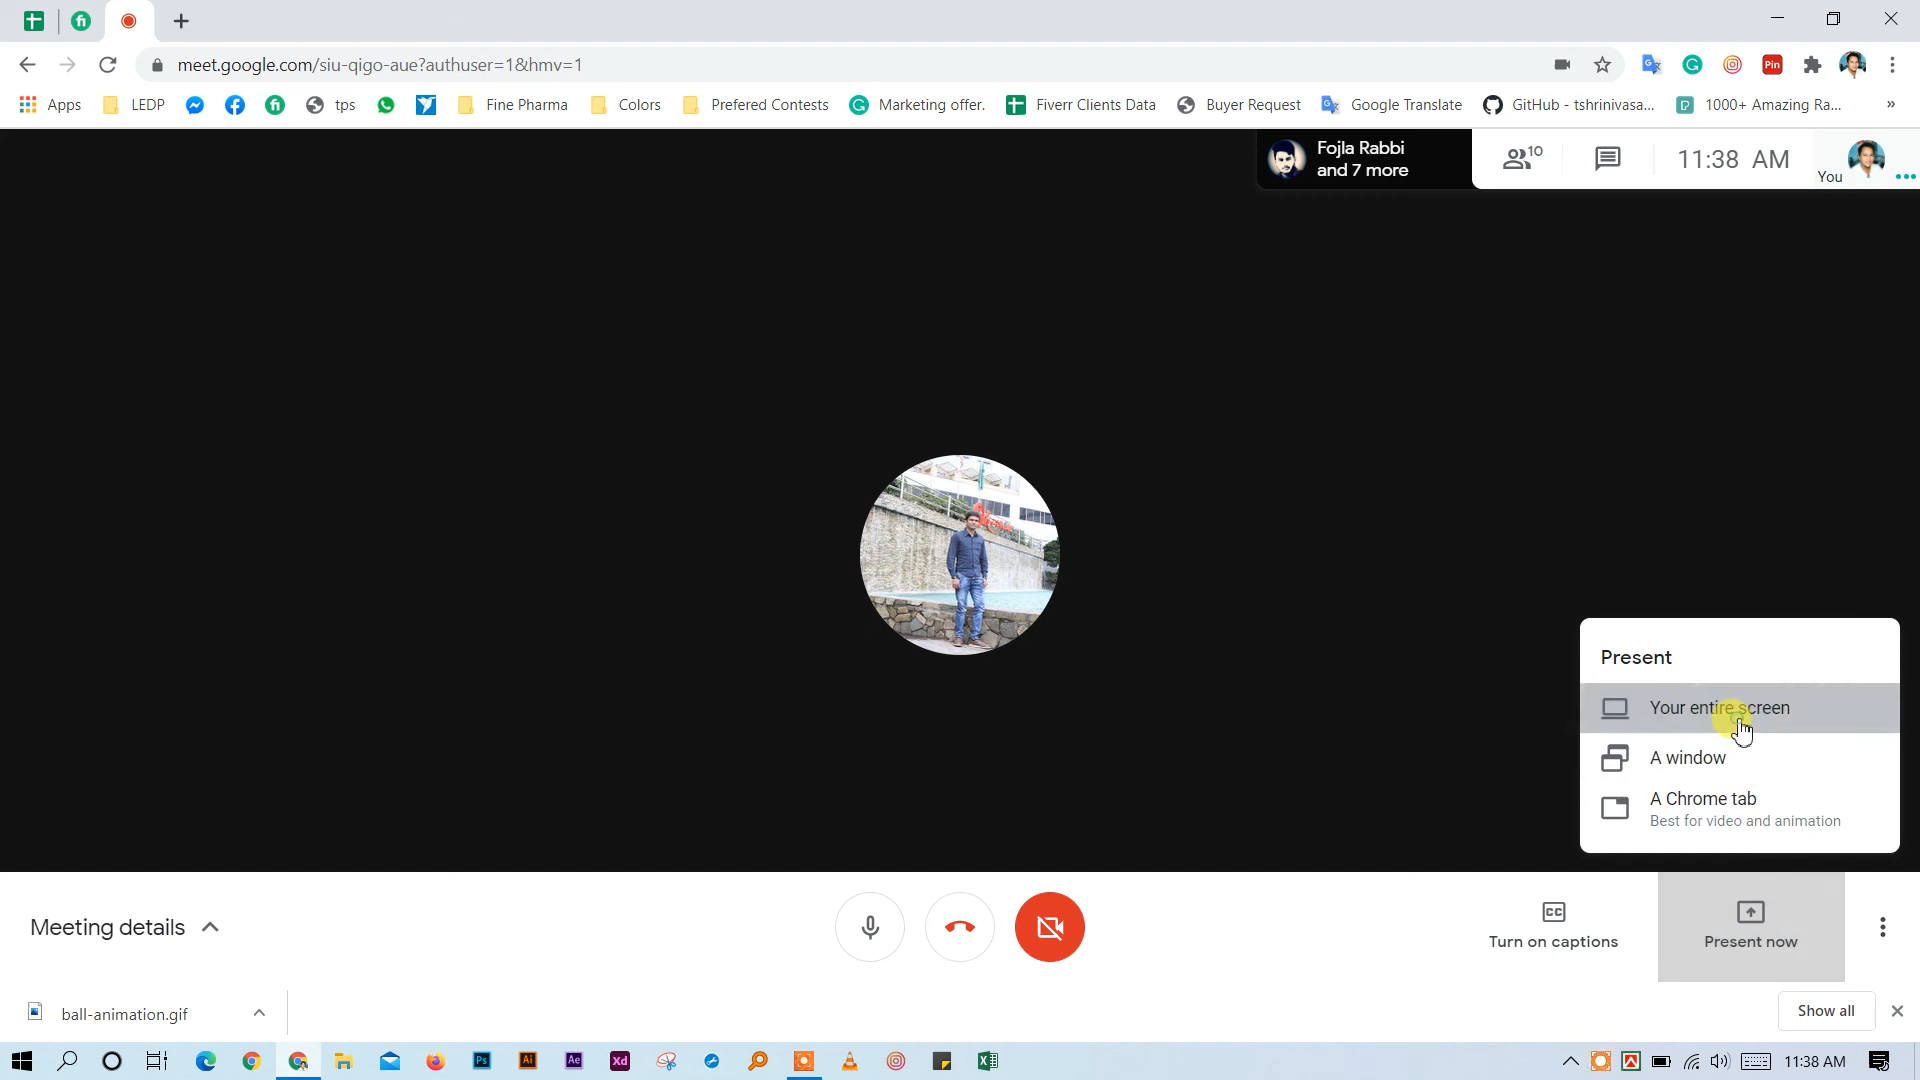 meet.google.com/siu-qigo-aue?authuser=1&hmv=1
Apps LEDP tps Fine Pharma Colors Prefered Contests Marketing offer. Fiverr Clients Data Buyer Request Google Translate GitHub - tshrinivasa... 1000+ Amazing Ra... »
Fojla Rabbi
and 7 more
10
11:38 AM
You
Present
Your entire screen
A window
A Chrome tab
Best for video and animation
Meeting details
Turn on captions
Present now
ball-animation.gif
Show all
11:38 AM